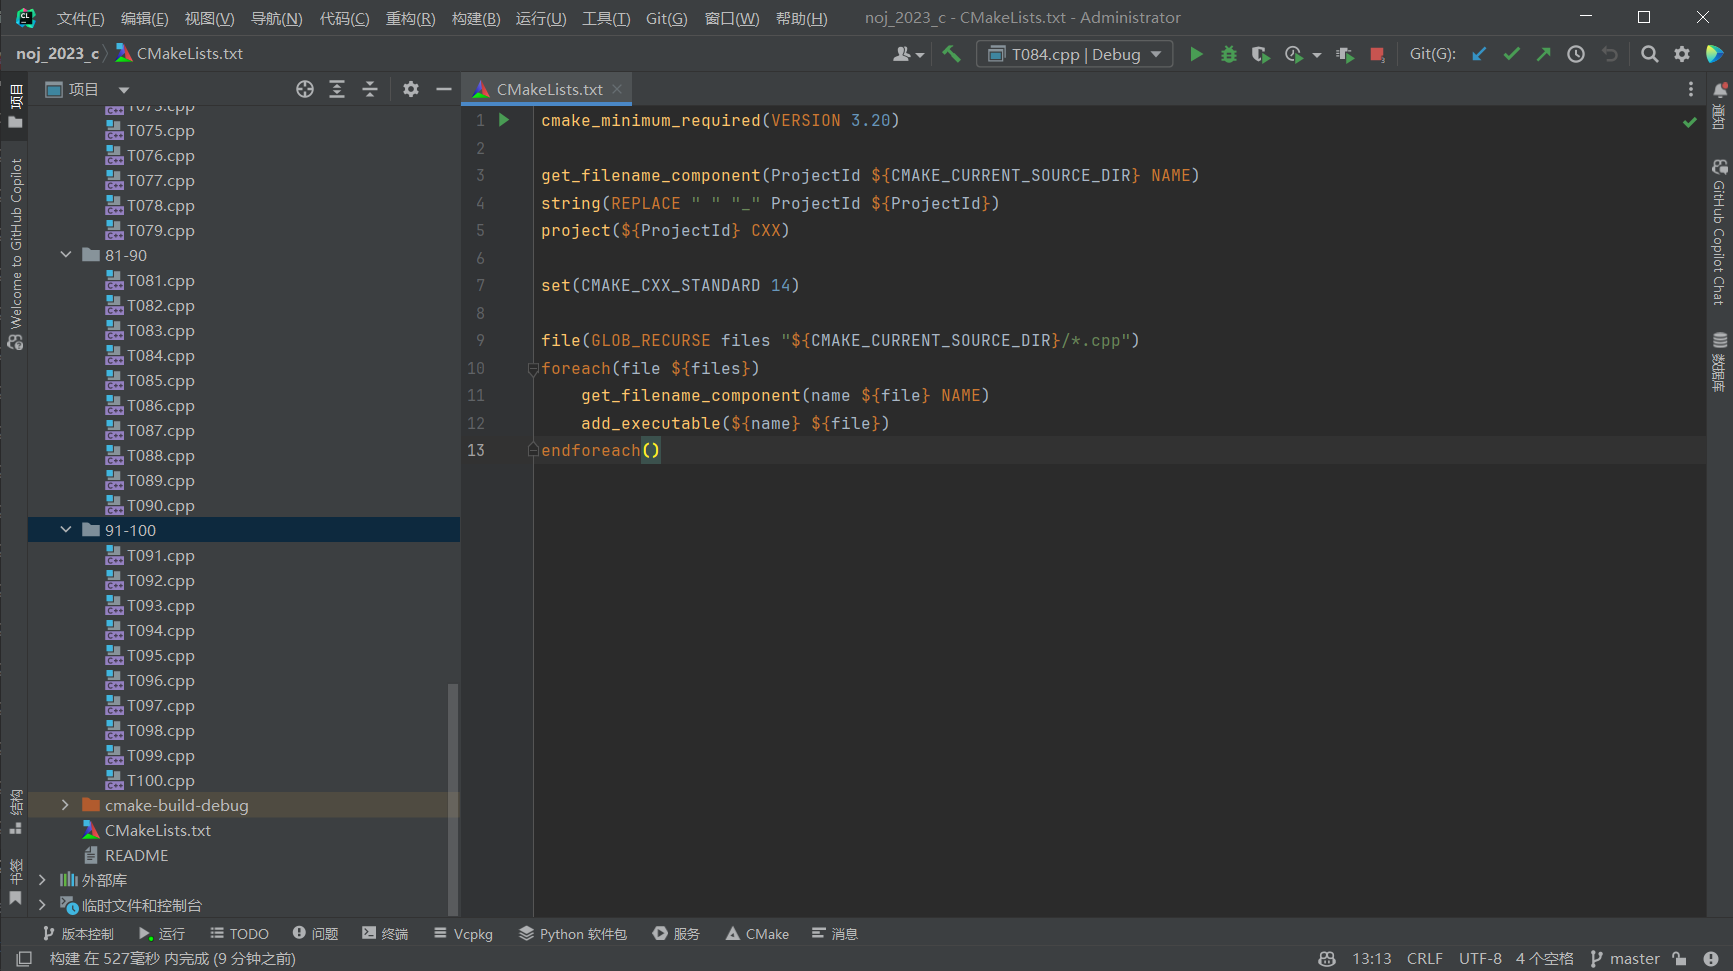 文件(F) 编辑(E) 视图(V) 导航(N) 代码(C) 重构(R) 构建(B) 运行(U) 工具(T) Git(G) 窗口(W) 帮助(H) noj_2023_c - CMakeLists.txt - Administrator
noj_2023_c CMakeLists.txt
T084.cpp | Debug
Git(G):
项目
CMakeLists.txt
项目
Welcome to GitHub Copilot
结构
书签
T073.cpp
T075.cpp
T076.cpp
T077.cpp
T078.cpp
T079.cpp
81-90
T081.cpp
T082.cpp
T083.cpp
T084.cpp
T085.cpp
T086.cpp
T087.cpp
T088.cpp
T089.cpp
T090.cpp
91-100
T091.cpp
T092.cpp
T093.cpp
T094.cpp
T095.cpp
T096.cpp
T097.cpp
T098.cpp
T099.cpp
T100.cpp
cmake-build-debug
CMakeLists.txt
README
外部库
临时文件和控制台
1 cmake_minimum_required(VERSION 3.20)
2
3 get_filename_component(ProjectId ${CMAKE_CURRENT_SOURCE_DIR} NAME)
4 string(REPLACE " " "_" ProjectId ${ProjectId})
5 project(${ProjectId} CXX)
6
7 set(CMAKE_CXX_STANDARD 14)
8
9 file(GLOB_RECURSE files "${CMAKE_CURRENT_SOURCE_DIR}/*.cpp")
10 foreach(file ${files})
11     get_filename_component(name ${file} NAME)
12     add_executable(${name} ${file})
13 endforeach()
通知
GitHub Copilot Chat
数据库
版本控制 运行 TODO 问题 终端 Vcpkg Python 软件包 服务 CMake 消息
构建 在 527毫秒 内完成 (9 分钟之前)
13:13 CRLF UTF-8 4 个空格 master